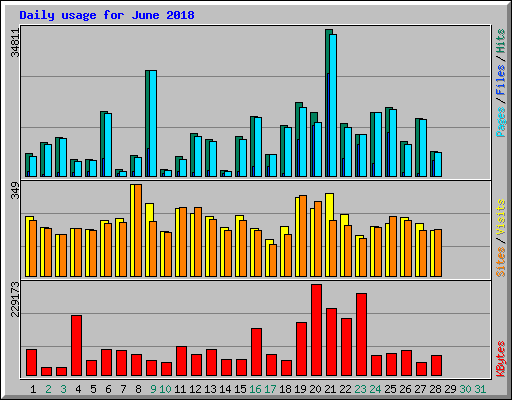 Daily usage for June 2018
34811
Pages / Files / Hits
349
Sites / Visits
229173
KBytes
1 2 3 4 5 6 7 8 9 10 11 12 13 14 15 16 17 18 19 20 21 22 23 24 25 26 27 28 29 30 31